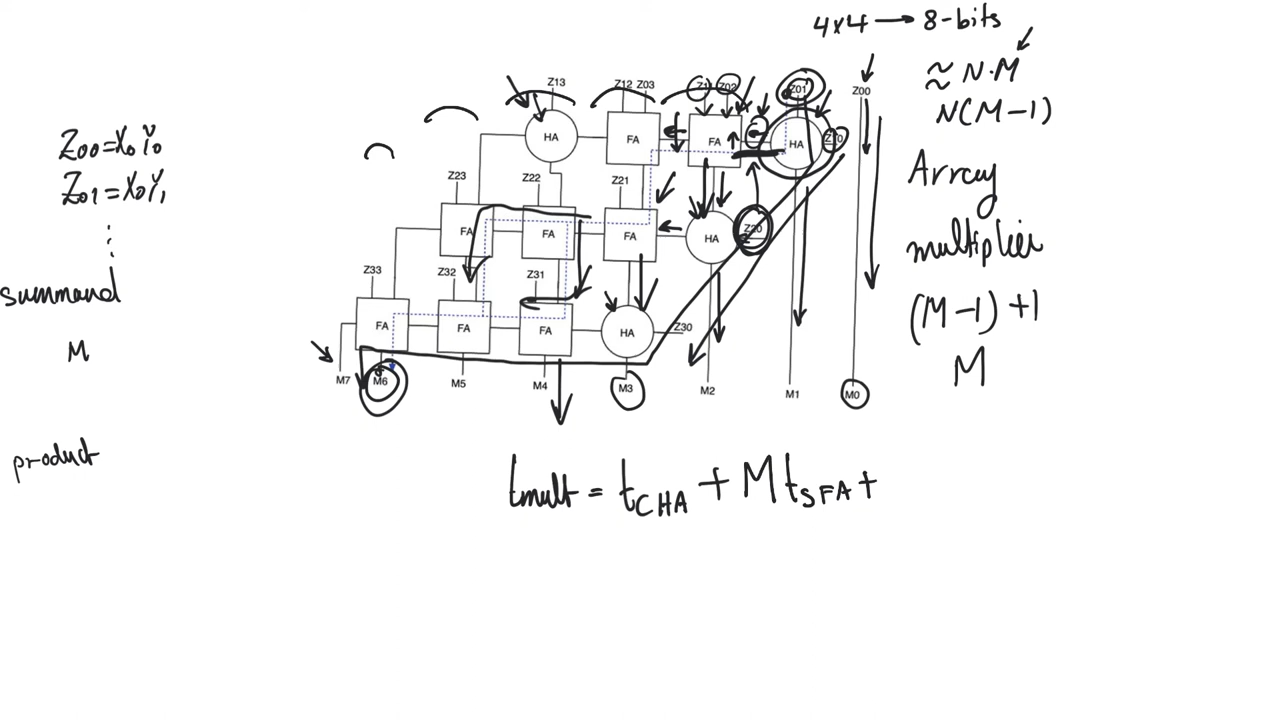 4x4 → 8-bits
≈ N.M
N(M-1)
Array
multiplier
(M-1) +1
M
Z00=X0Y0
Z01=X0Y1
⋮
summand
M
product
Z13 Z12 Z03 Z02 Z01 Z00
HA FA FA HA Z10
Z23 Z22 Z21
FA FA FA HA Z20
Z33 Z32 Z31
FA FA FA HA Z30
M7 M6 M5 M4 M3 M2 M1 M0
tmult = tCHA + M tSFA +